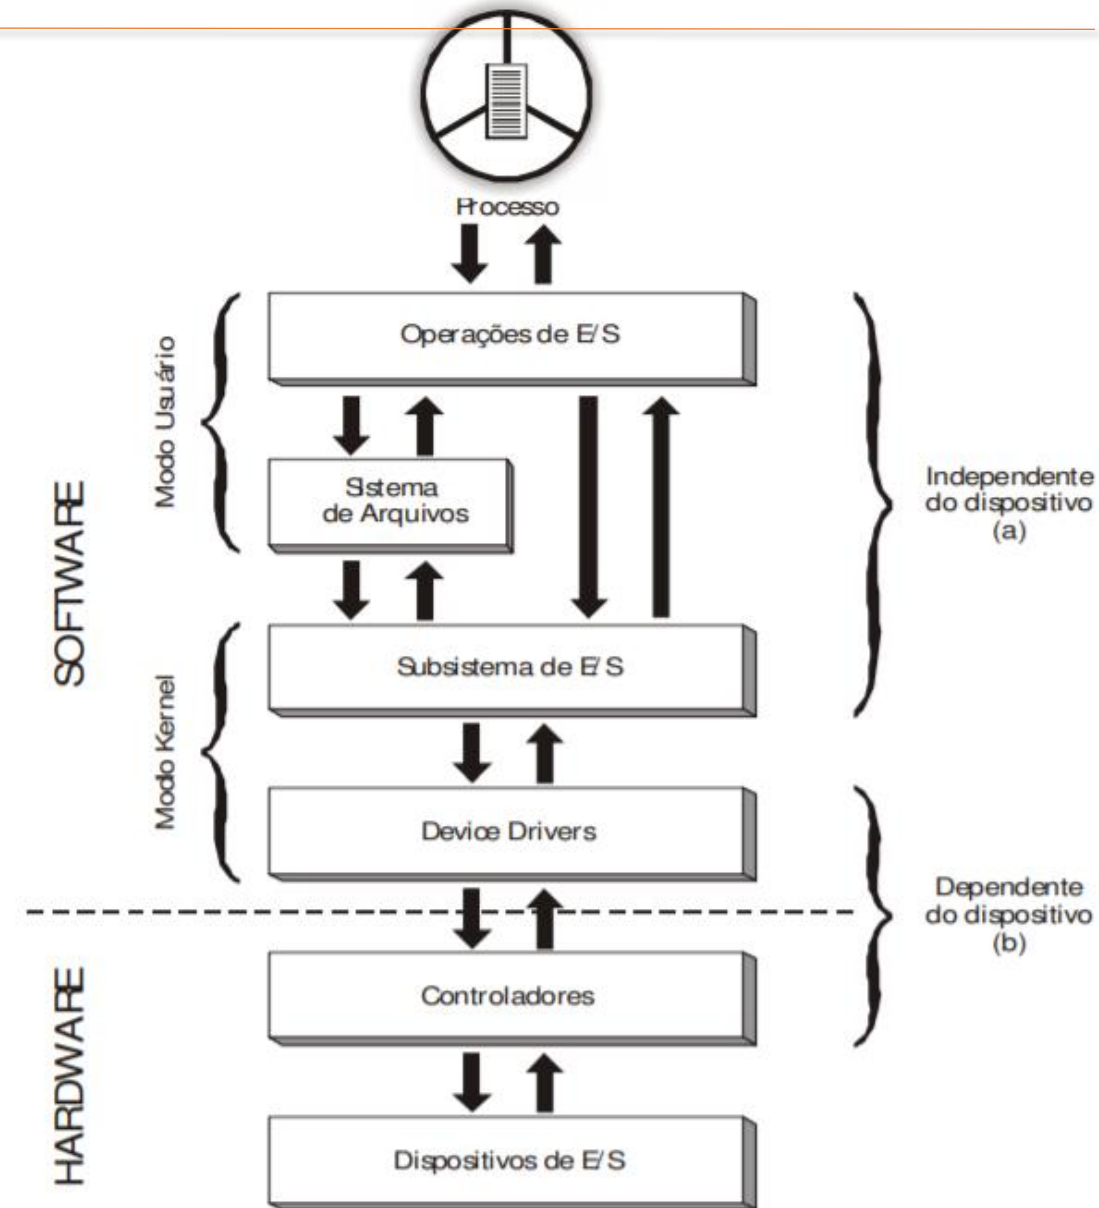 Processo
Operações de E/S
Modo Usuário
Sistema
de Arquivos
Independente
do dispositivo
(a)
SOFTWARE
Subsistema de E/S
Modo Kernel
Device Drivers
Dependente
do dispositivo
(b)
Controladores
HARDWARE
Dispositivos de E/S